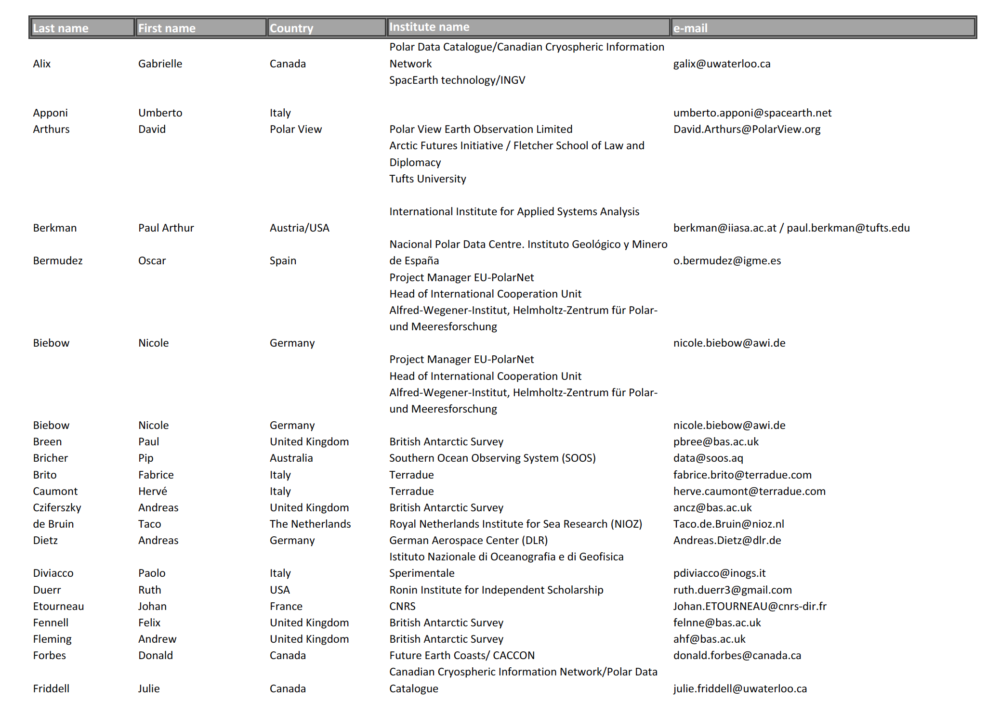 Last name First name Country Institute name e-mail
Polar Data Catalogue/Canadian Cryospheric Information
Alix Gabrielle Canada Network galix@uwaterloo.ca
SpacEarth technology/INGV
Apponi Umberto Italy umberto.apponi@spacearth.net
Arthurs David Polar View Polar View Earth Observation Limited David.Arthurs@PolarView.org
Arctic Futures Initiative / Fletcher School of Law and
Diplomacy
Tufts University
International Institute for Applied Systems Analysis
Berkman Paul Arthur Austria/USA berkman@iiasa.ac.at / paul.berkman@tufts.edu
Nacional Polar Data Centre. Instituto Geológico y Minero
Bermudez Oscar Spain de España o.bermudez@igme.es
Project Manager EU-PolarNet
Head of International Cooperation Unit
Alfred-Wegener-Institut, Helmholtz-Zentrum für Polar-
und Meeresforschung
Biebow Nicole Germany nicole.biebow@awi.de
Project Manager EU-PolarNet
Head of International Cooperation Unit
Alfred-Wegener-Institut, Helmholtz-Zentrum für Polar-
und Meeresforschung
Biebow Nicole Germany nicole.biebow@awi.de
Breen Paul United Kingdom British Antarctic Survey pbree@bas.ac.uk
Bricher Pip Australia Southern Ocean Observing System (SOOS) data@soos.aq
Brito Fabrice Italy Terradue fabrice.brito@terradue.com
Caumont Hervé Italy Terradue herve.caumont@terradue.com
Cziferszky Andreas United Kingdom British Antarctic Survey ancz@bas.ac.uk
de Bruin Taco The Netherlands Royal Netherlands Institute for Sea Research (NIOZ) Taco.de.Bruin@nioz.nl
Dietz Andreas Germany German Aerospace Center (DLR) Andreas.Dietz@dlr.de
Istituto Nazionale di Oceanografia e di Geofisica
Diviacco Paolo Italy Sperimentale pdiviacco@inogs.it
Duerr Ruth USA Ronin Institute for Independent Scholarship ruth.duerr3@gmail.com
Etourneau Johan France CNRS Johan.ETOURNEAU@cnrs-dir.fr
Fennell Felix United Kingdom British Antarctic Survey felnne@bas.ac.uk
Fleming Andrew United Kingdom British Antarctic Survey ahf@bas.ac.uk
Forbes Donald Canada Future Earth Coasts/ CACCON donald.forbes@canada.ca
Canadian Cryospheric Information Network/Polar Data
Friddell Julie Canada Catalogue julie.friddell@uwaterloo.ca